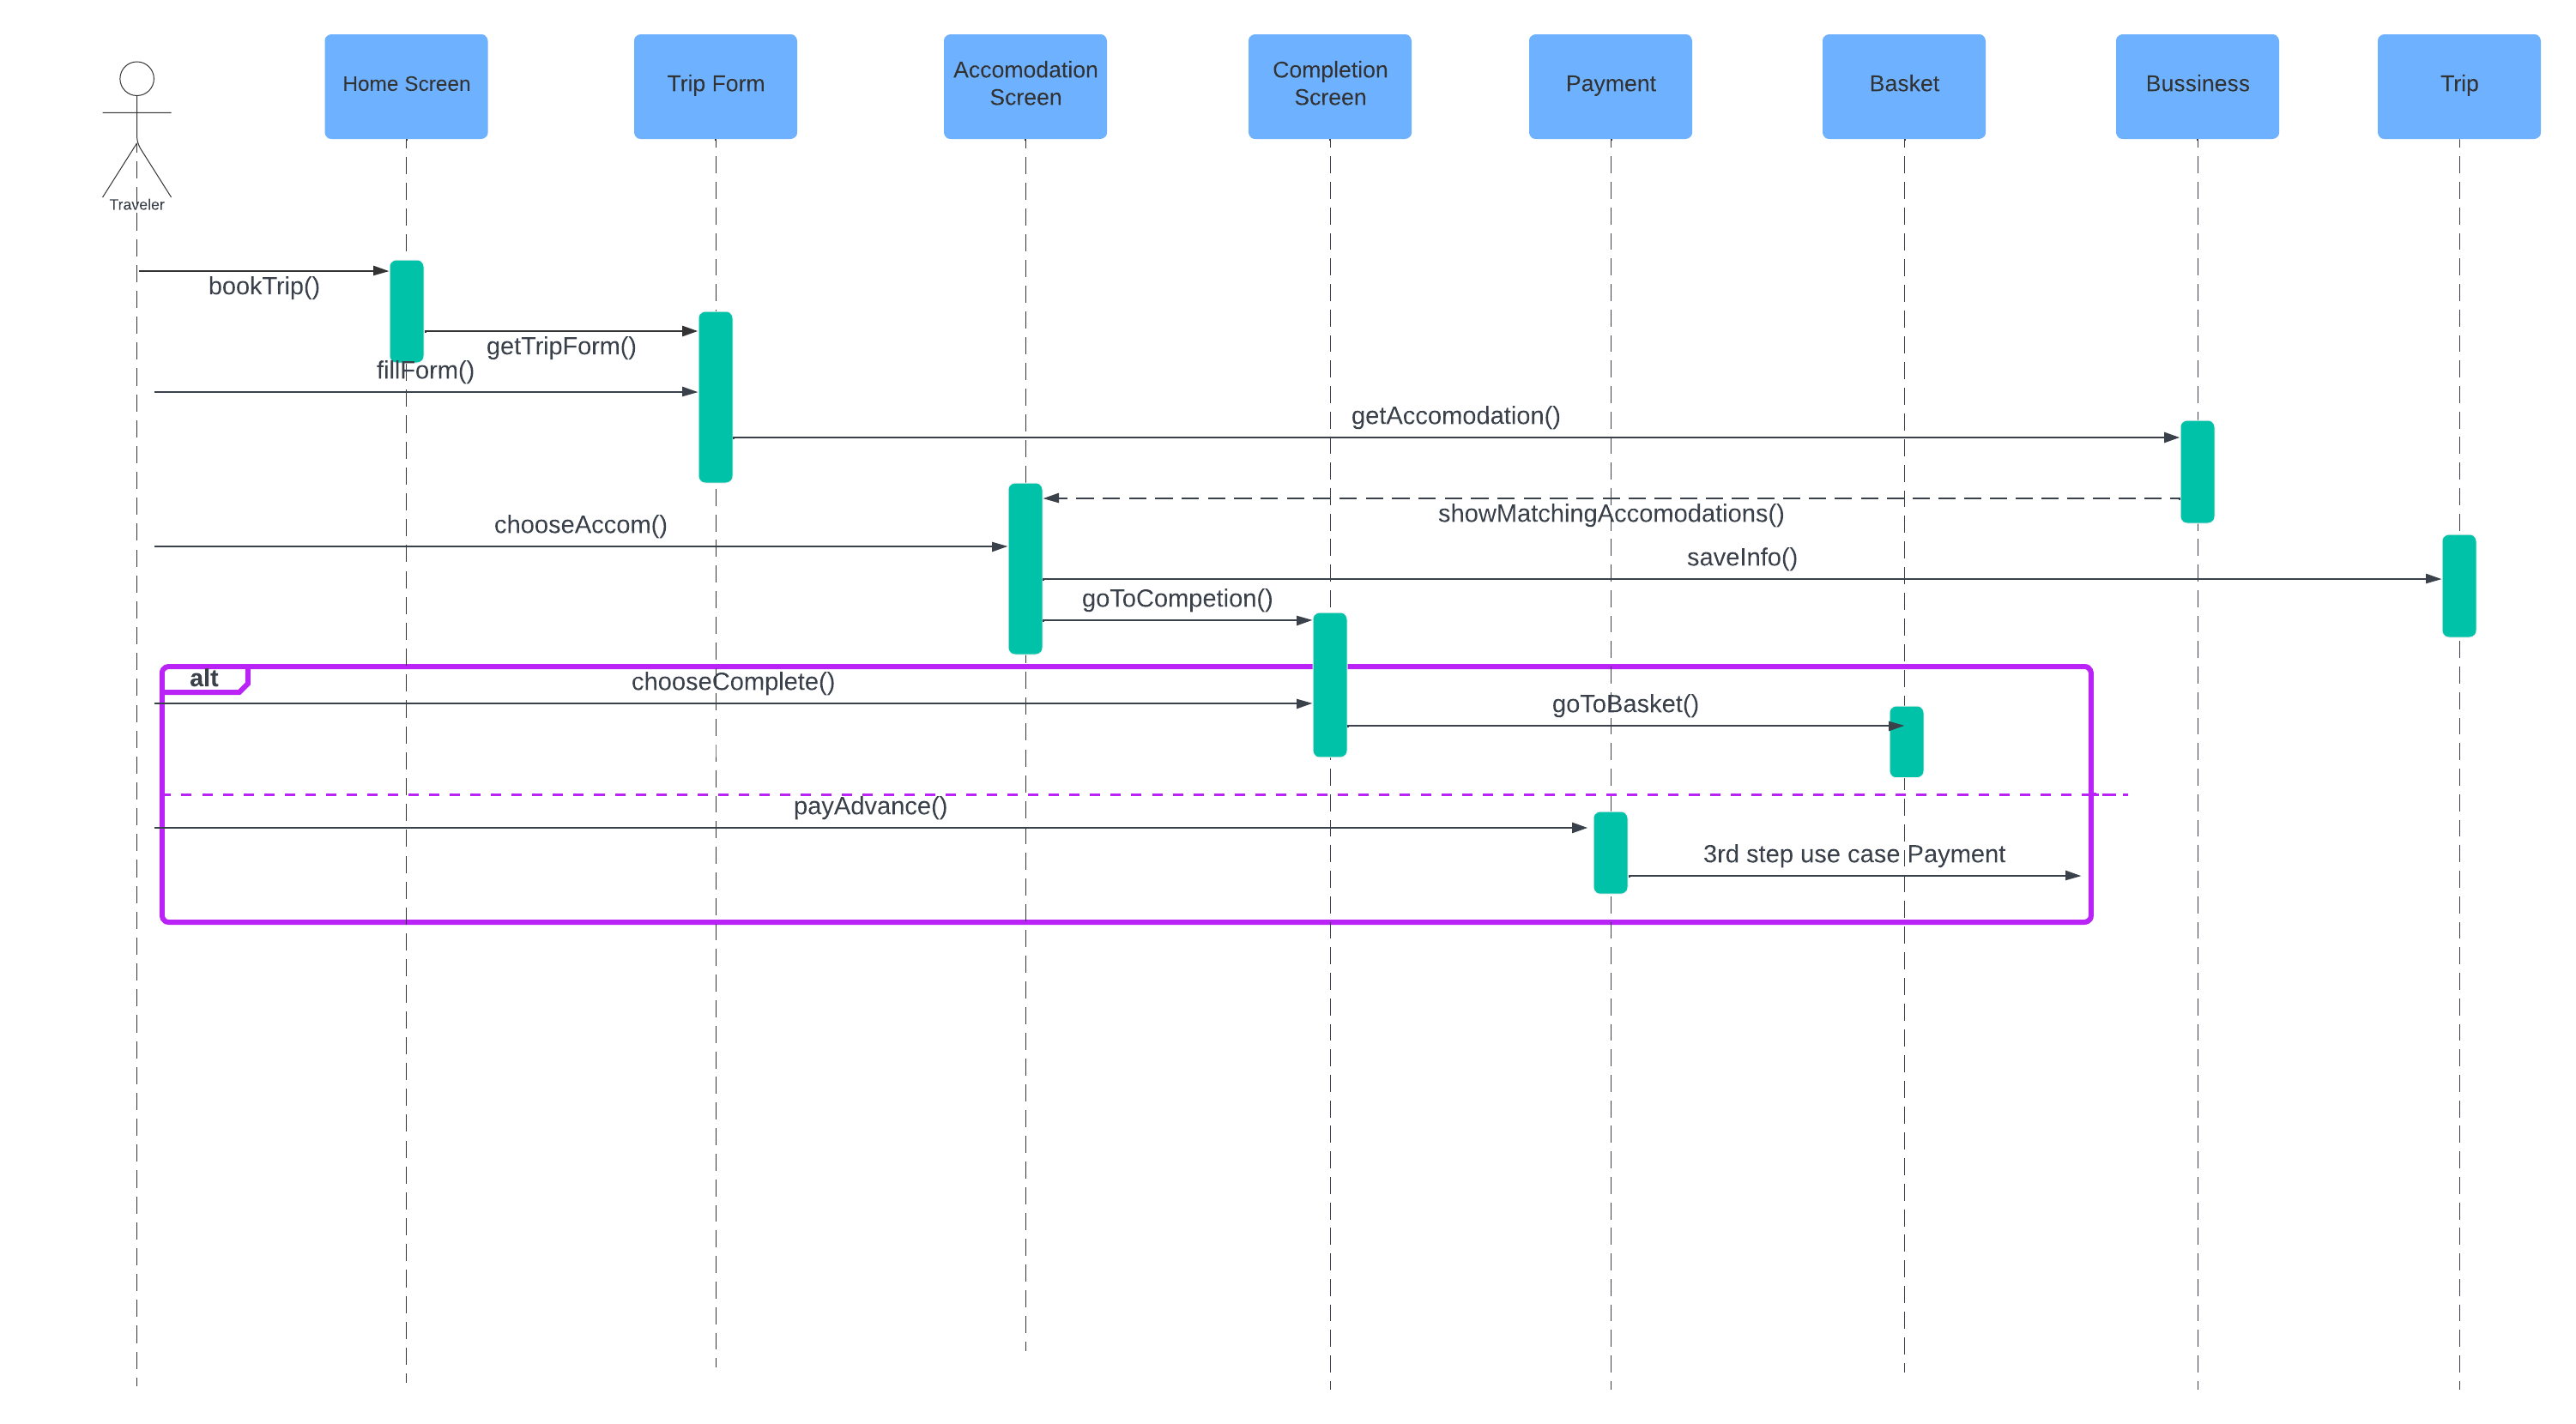 Home Screen
Trip Form
Accomodation
Screen
Completion
Screen
Payment
Basket
Bussiness
Trip
Traveler
bookTrip()
getTripForm()
fillForm()
getAccomodation()
showMatchingAccomodations()
chooseAccom()
saveInfo()
goToCompetion()
alt
chooseComplete()
goToBasket()
payAdvance()
3rd step use case Payment